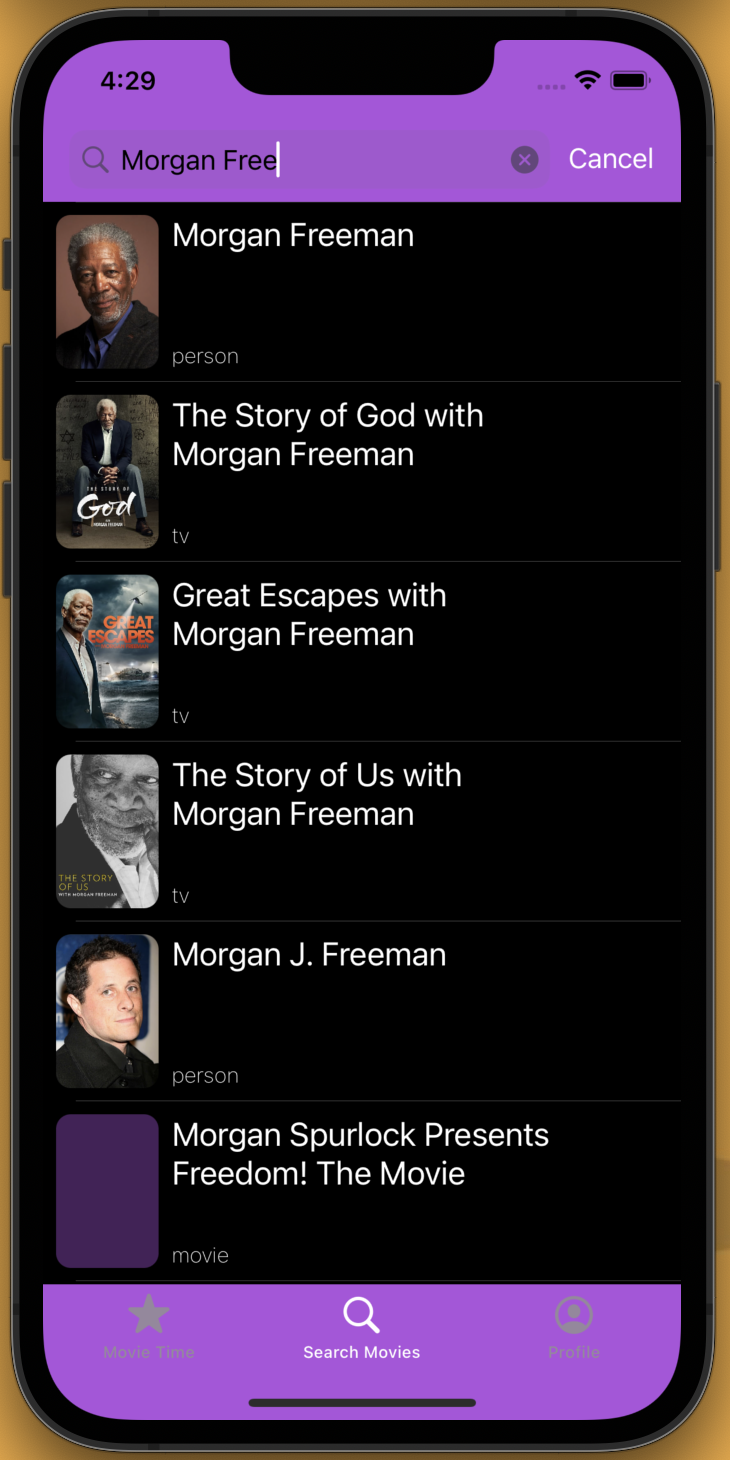 4:29
Morgan Free
Cancel
Morgan Freeman
person
The Story of God with
Morgan Freeman
THE STORY OF
God
WITH
MORGAN FREEMAN
tv
Great Escapes with
Morgan Freeman
GREAT
ESCAPES
tv
The Story of Us with
Morgan Freeman
THE STORY
OF US
WITH MORGAN FREEMAN
tv
Morgan J. Freeman
person
Morgan Spurlock Presents
Freedom! The Movie
movie
Movie Time
Search Movies
Profile